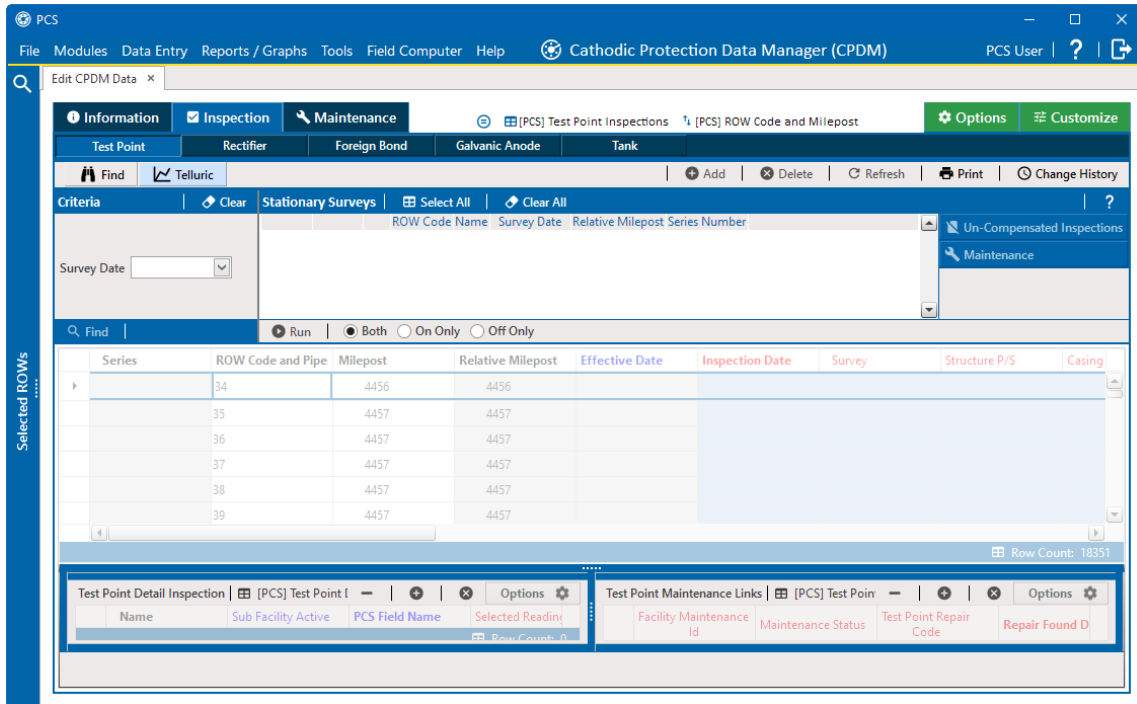 PCS
File Modules Data Entry Reports / Graphs Tools Field Computer Help Cathodic Protection Data Manager (CPDM) PCS User | ? |
Edit CPDM Data ×
Information Inspection Maintenance [PCS] Test Point Inspections [PCS] ROW Code and Milepost Options Customize
Test Point Rectifier Foreign Bond Galvanic Anode Tank
Find Telluric | Add | Delete | Refresh | Print | Change History
Criteria | Clear Stationary Surveys | Select All | Clear All | ?
ROW Code Name Survey Date Relative Milepost Series Number
Un-Compensated Inspections
Maintenance
Survey Date
Find | Run | Both On Only Off Only
Selected ROWs
Series ROW Code and Pipe Milepost Relative Milepost Effective Date Inspection Date Survey Structure P/S Casing
34 4456 4456
35 4457 4457
36 4457 4457
37 4457 4457
38 4457 4457
39 4457 4457
Row Count: 18351
Test Point Detail Inspection | [PCS] Test Point I | | Options
Name Sub Facility Active PCS Field Name Selected Reading
Row Count: 0
Test Point Maintenance Links | [PCS] Test Poin | | Options
Facility Maintenance Id Maintenance Status Test Point Repair Code Repair Found D